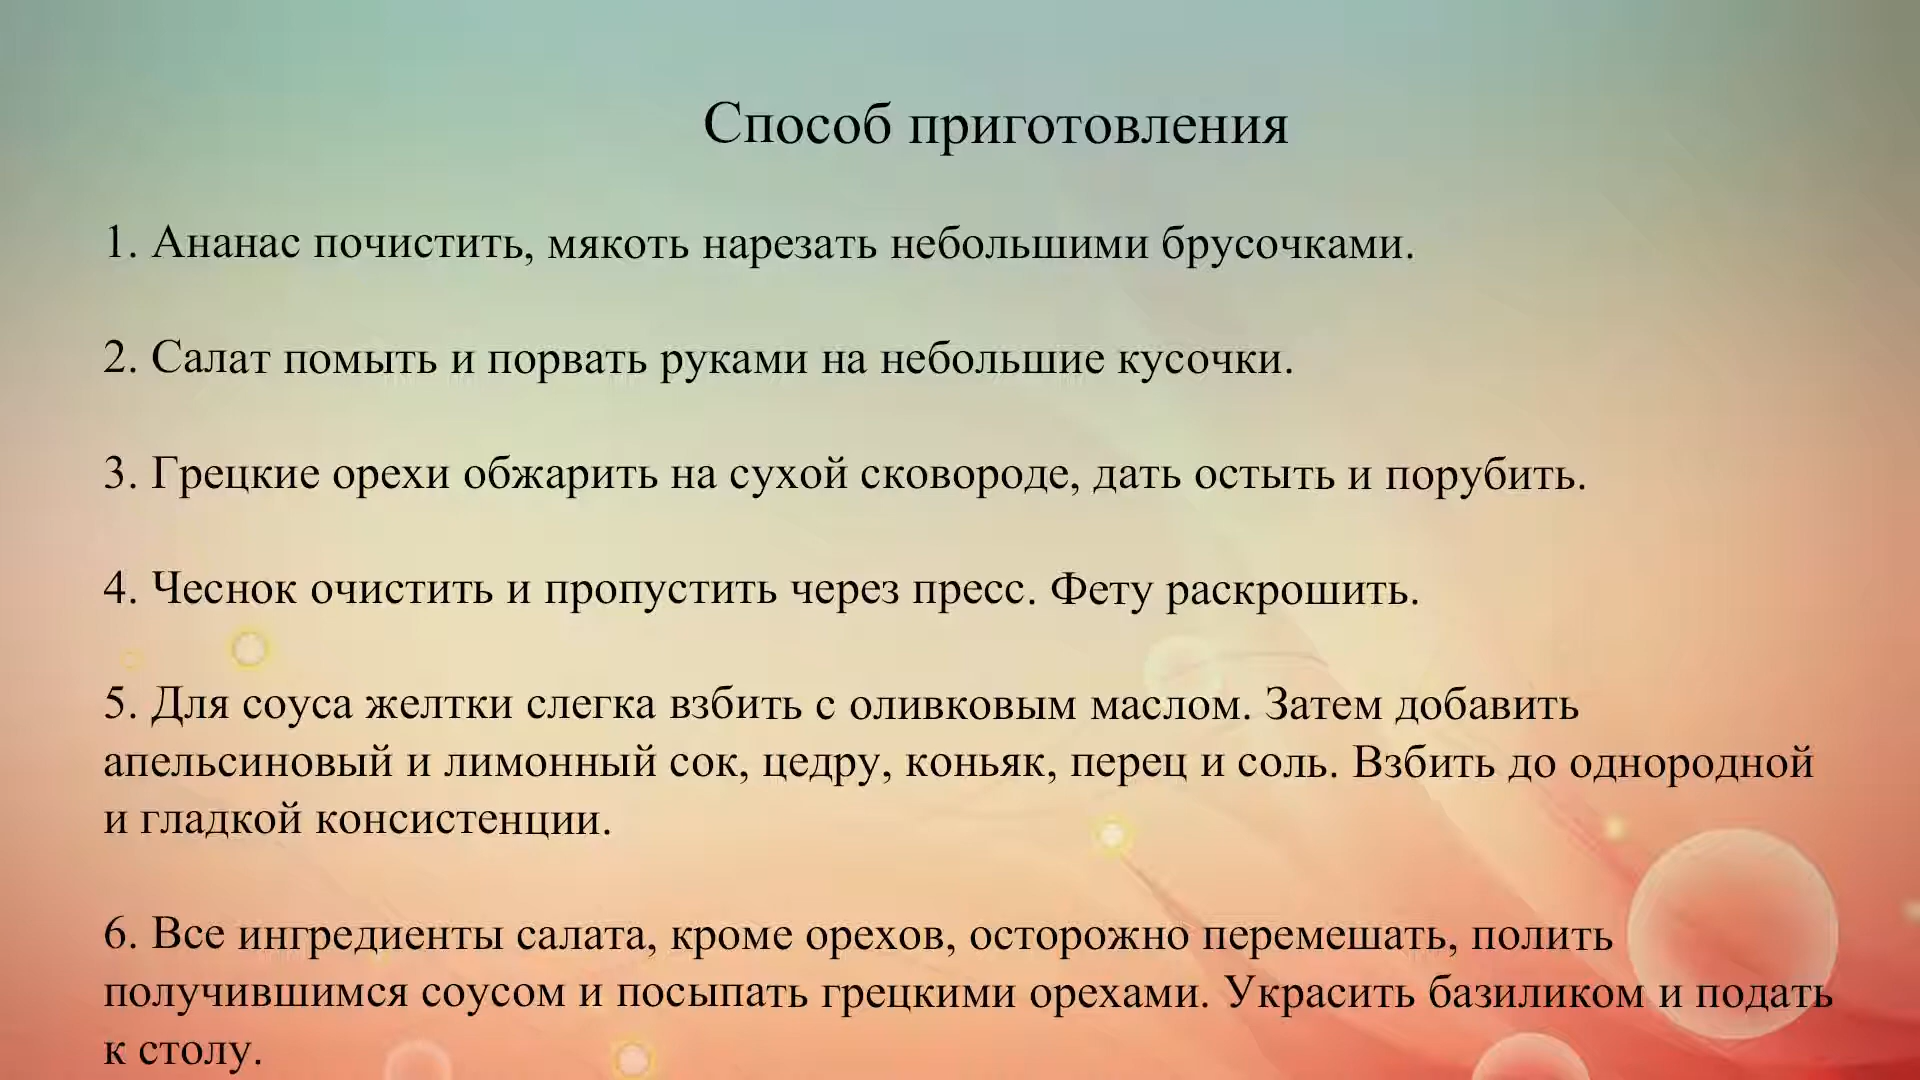 Способ приготовления
1. Ананас почистить, мякоть нарезать небольшими брусочками.
2. Салат помыть и порвать руками на небольшие кусочки.
3. Грецкие орехи обжарить на сухой сковороде, дать остыть и порубить.
4. Чеснок очистить и пропустить через пресс. Фету раскрошить.
5. Для соуса желтки слегка взбить с оливковым маслом. Затем добавить
апельсиновый и лимонный сок, цедру, коньяк, перец и соль. Взбить до однородной
и гладкой консистенции.
6. Все ингредиенты салата, кроме орехов, осторожно перемешать, полить
получившимся соусом и посыпать грецкими орехами. Украсить базиликом и подать
к столу.